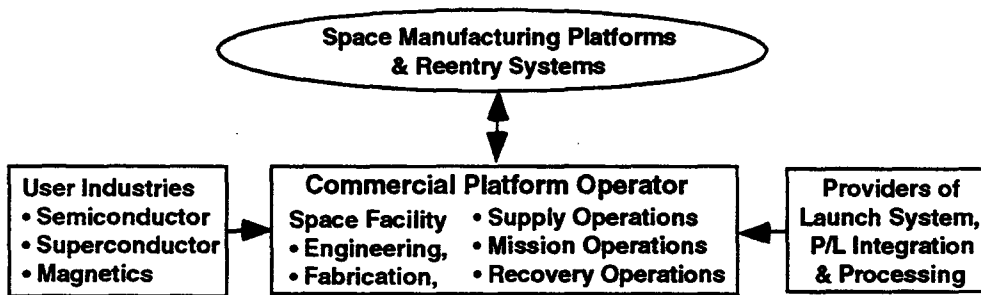 Space Manufacturing Platforms
& Reentry Systems
User Industries
• Semiconductor
• Superconductor
• Magnetics
Commercial Platform Operator
Space Facility
• Engineering,
• Fabrication,
• Supply Operations
• Mission Operations
• Recovery Operations
Providers of
Launch System,
P/L Integration
& Processing